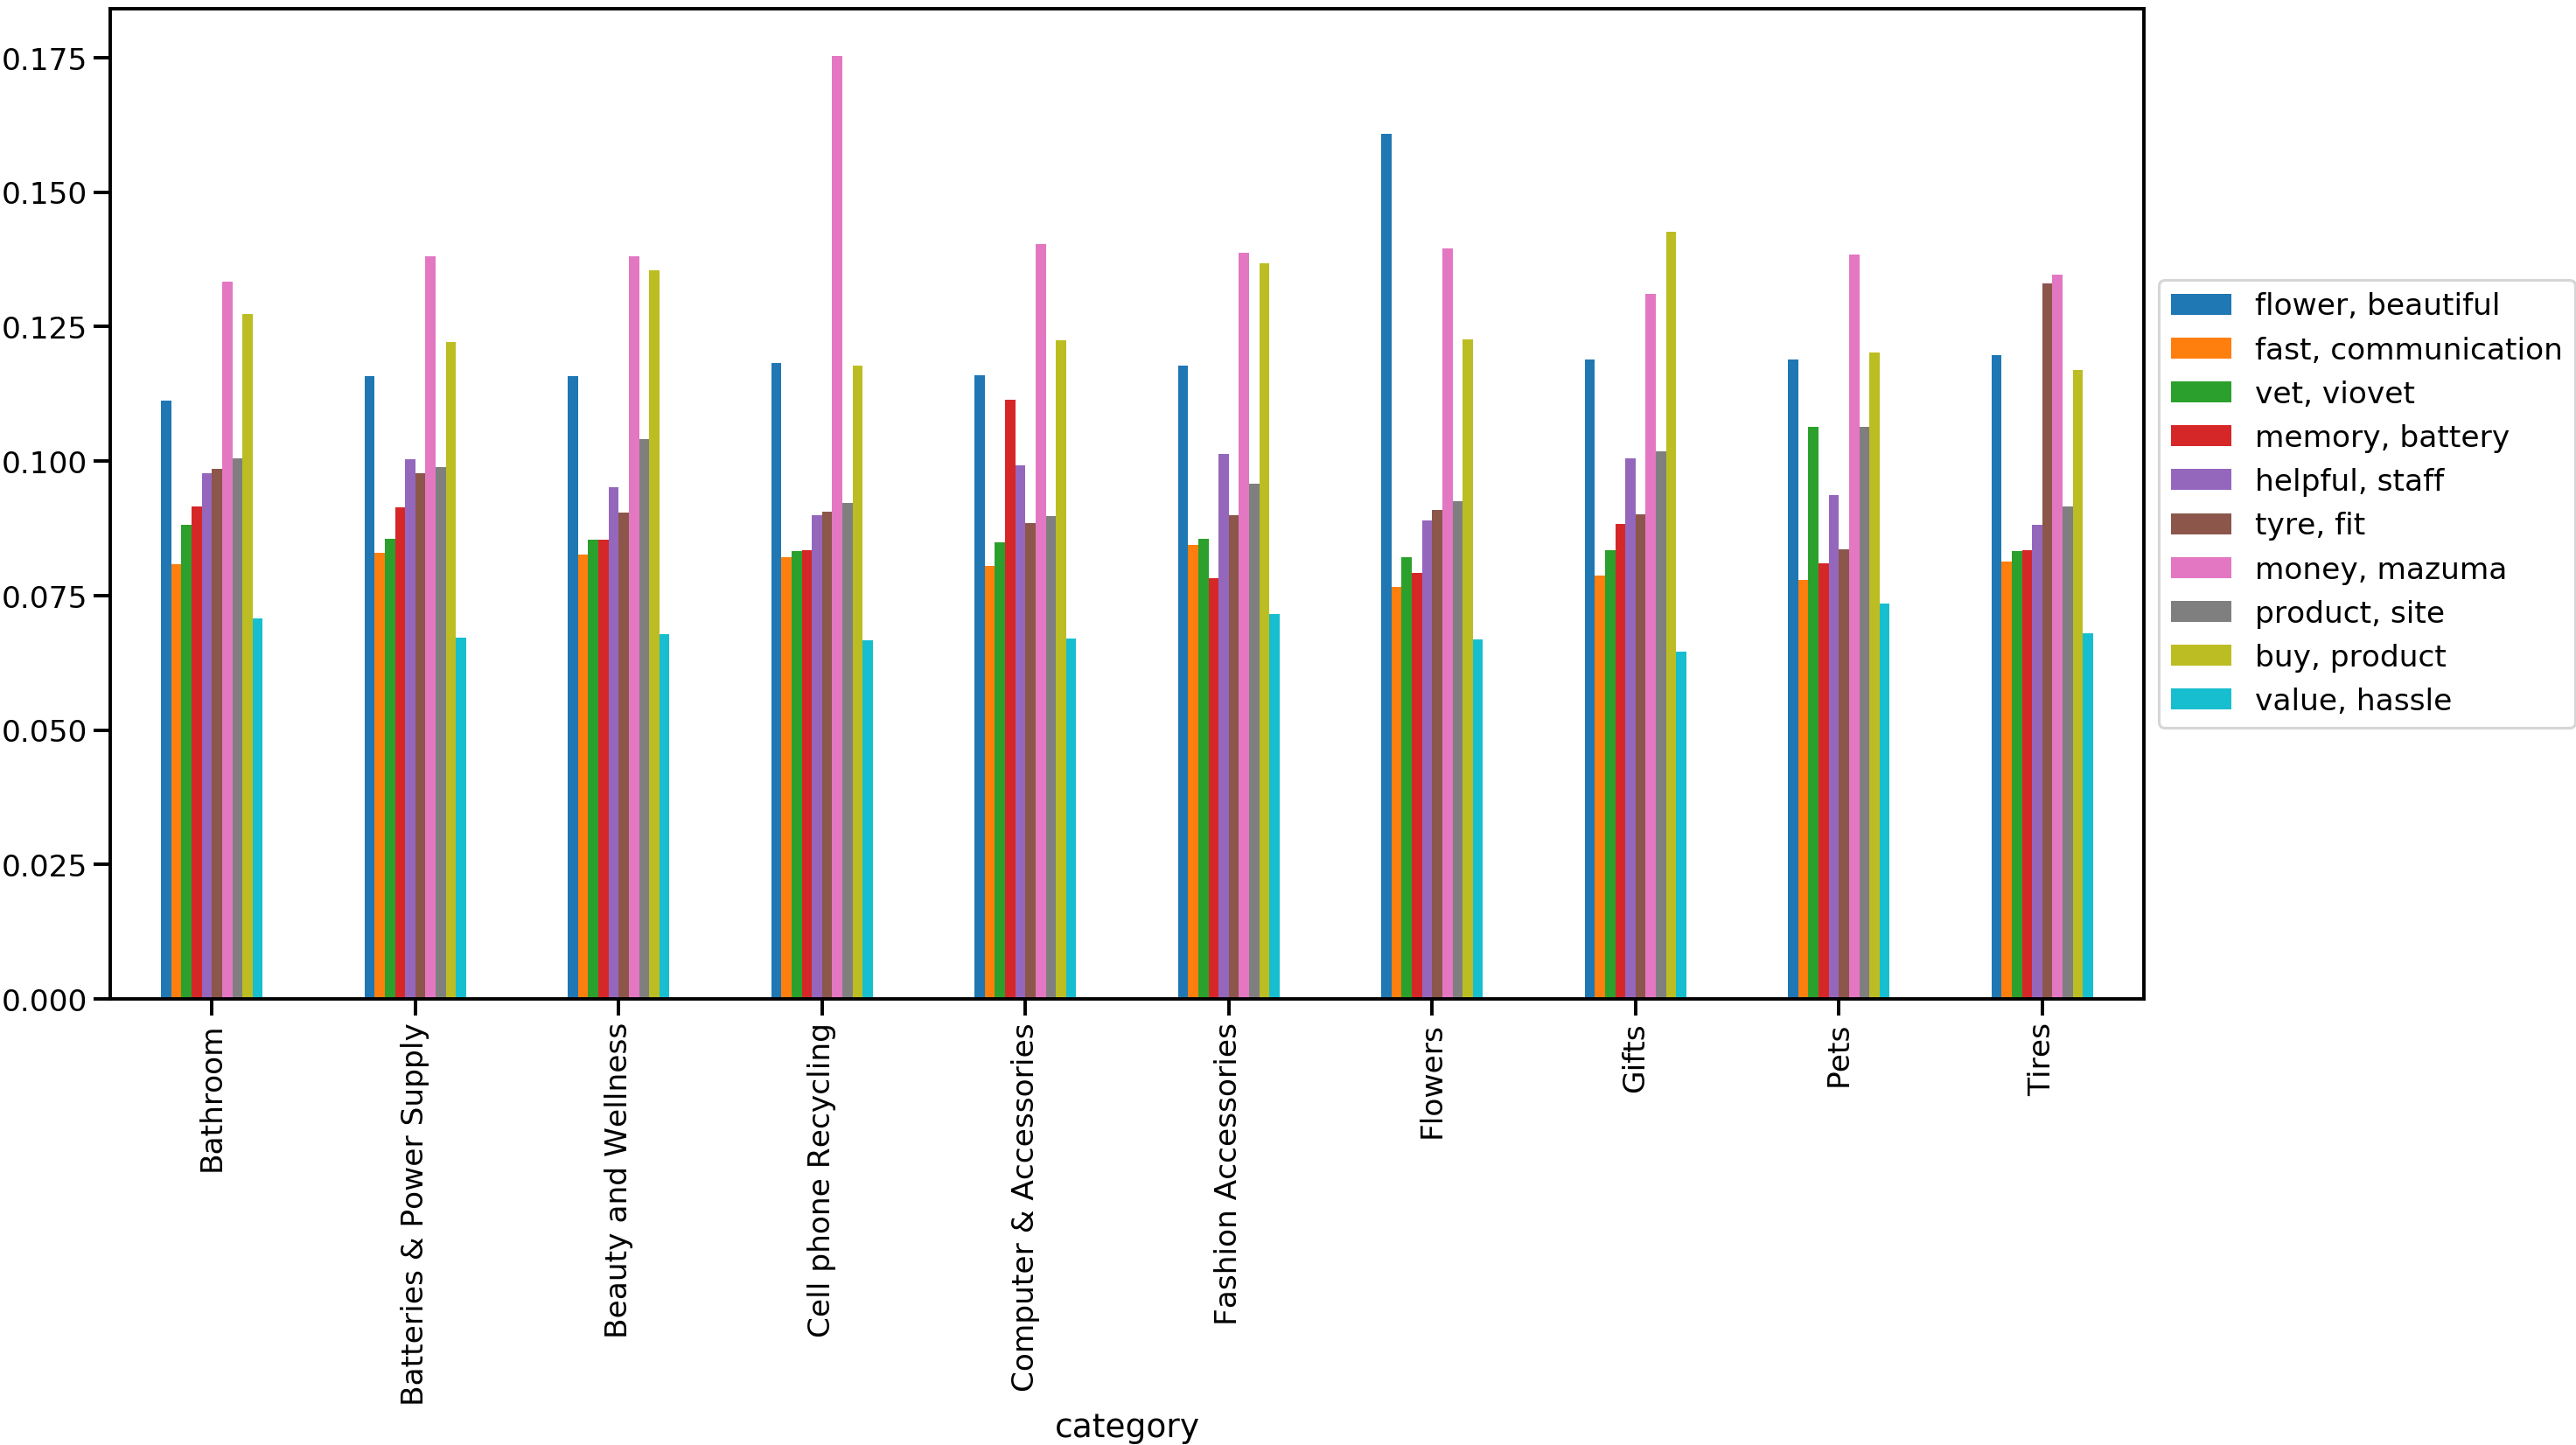 0.175
0.150
0.125
0.100
0.075
0.050
0.025
0.000
Bathroom
Batteries & Power Supply
Beauty and Wellness
Cell phone Recycling
Computer & Accessories
Fashion Accessories
Flowers
Gifts
Pets
Tires
category
flower, beautiful
fast, communication
vet, viovet
memory, battery
helpful, staff
tyre, fit
money, mazuma
product, site
buy, product
value, hassle